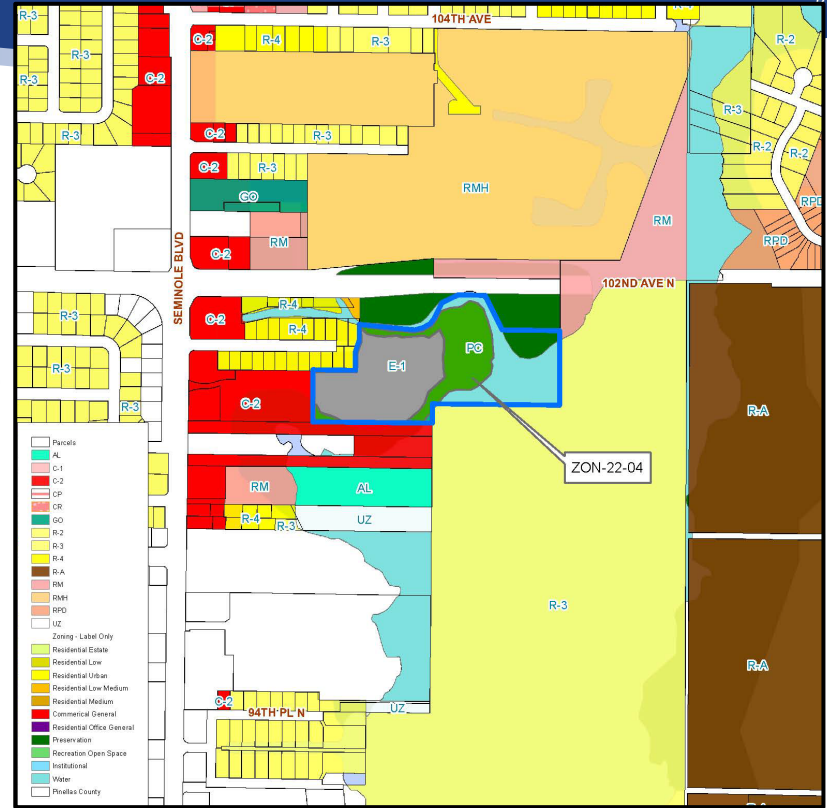 104TH AVE
R-3
R-3
R-3
C-2
C-2
R-4
R-3
R-2
R-3
R-2
R-2
R-3
C-2
R-3
C-2
R-3
GO
RMH
RM
RPD
RPD
C-2
RM
SEMINOLE BLVD
102ND AVE N
R-3
C-2
R-4
R-4
PC
E-1
R-3
R-3
C-2
R-A
ZON-22-04
RM
AL
UZ
R-4
R-3
R-3
R-A
C-2
94TH PL N
UZ
Parcels
AL
C-1
C-2
CP
CR
GO
R-2
R-3
R-4
R-A
RM
RMH
RPD
UZ
Zoning - Label Only
Residential Estate
Residential Low
Residential Urban
Residential Low Medium
Residential Medium
Commerical General
Residential Office General
Preservation
Recreation Open Space
Institutional
Water
Pinellas County